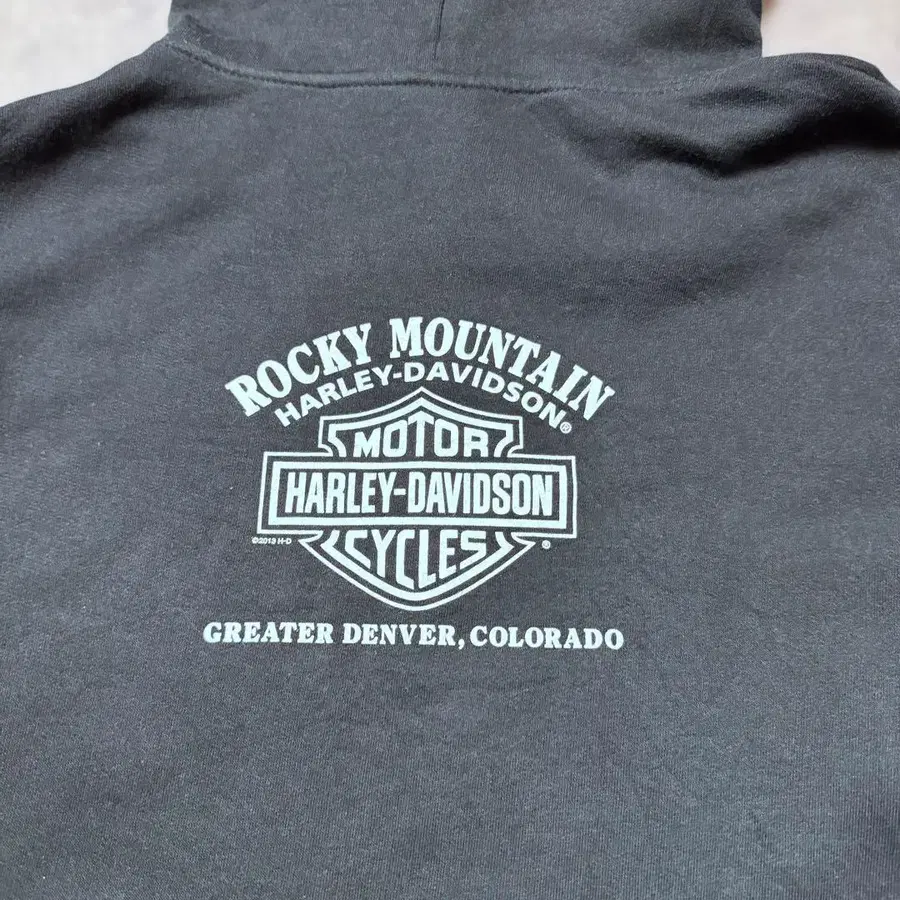 ROCKY MOUNTAIN
HARLEY-DAVIDSON®
MOTOR
HARLEY-DAVIDSON
CYCLES
©2013 H-D
®
GREATER DENVER, COLORADO